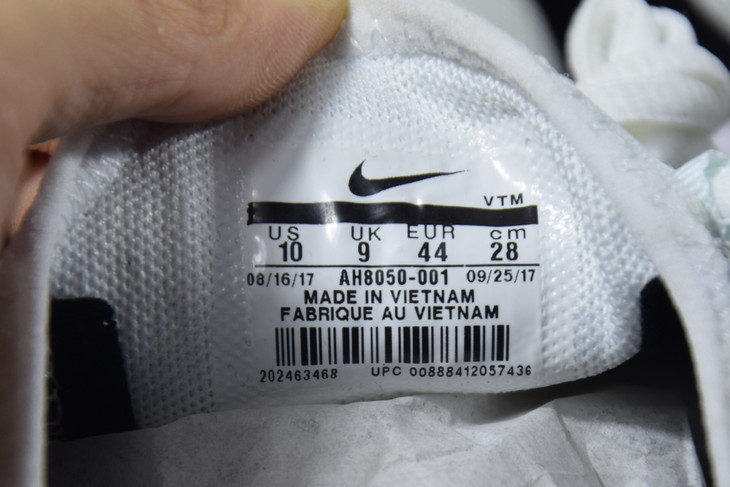 VTM
US UK EUR cm
10 9 44 28
08/16/17 AH8050-001 09/25/17
MADE IN VIETNAM
FABRIQUE AU VIETNAM
202463468 UPC 00888412057436